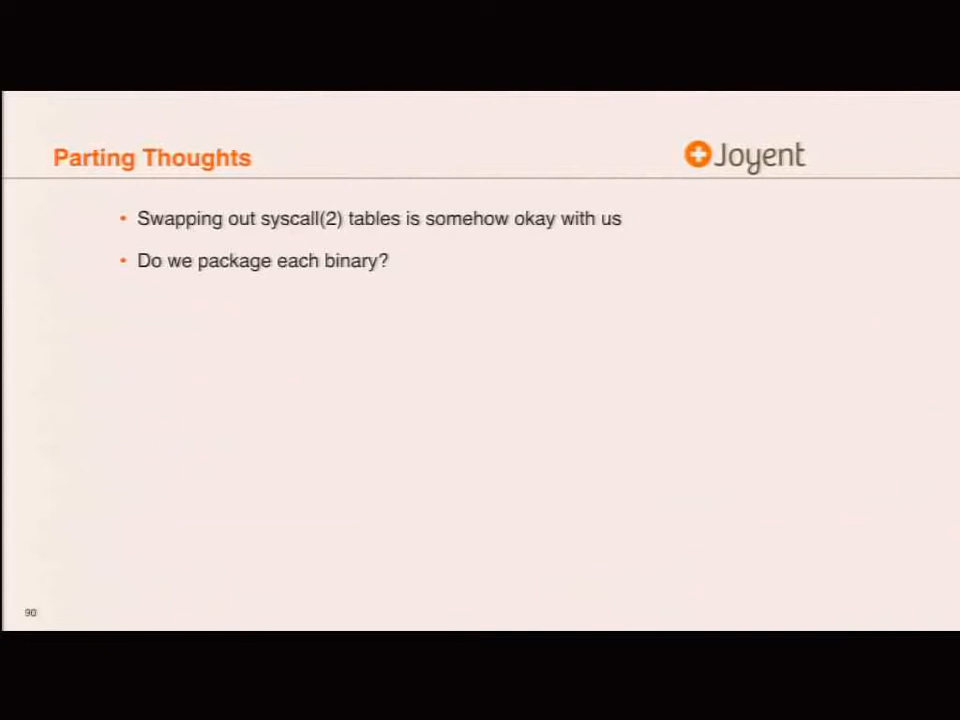 Parting Thoughts
Joyent
• Swapping out syscall(2) tables is somehow okay with us
• Do we package each binary?
90